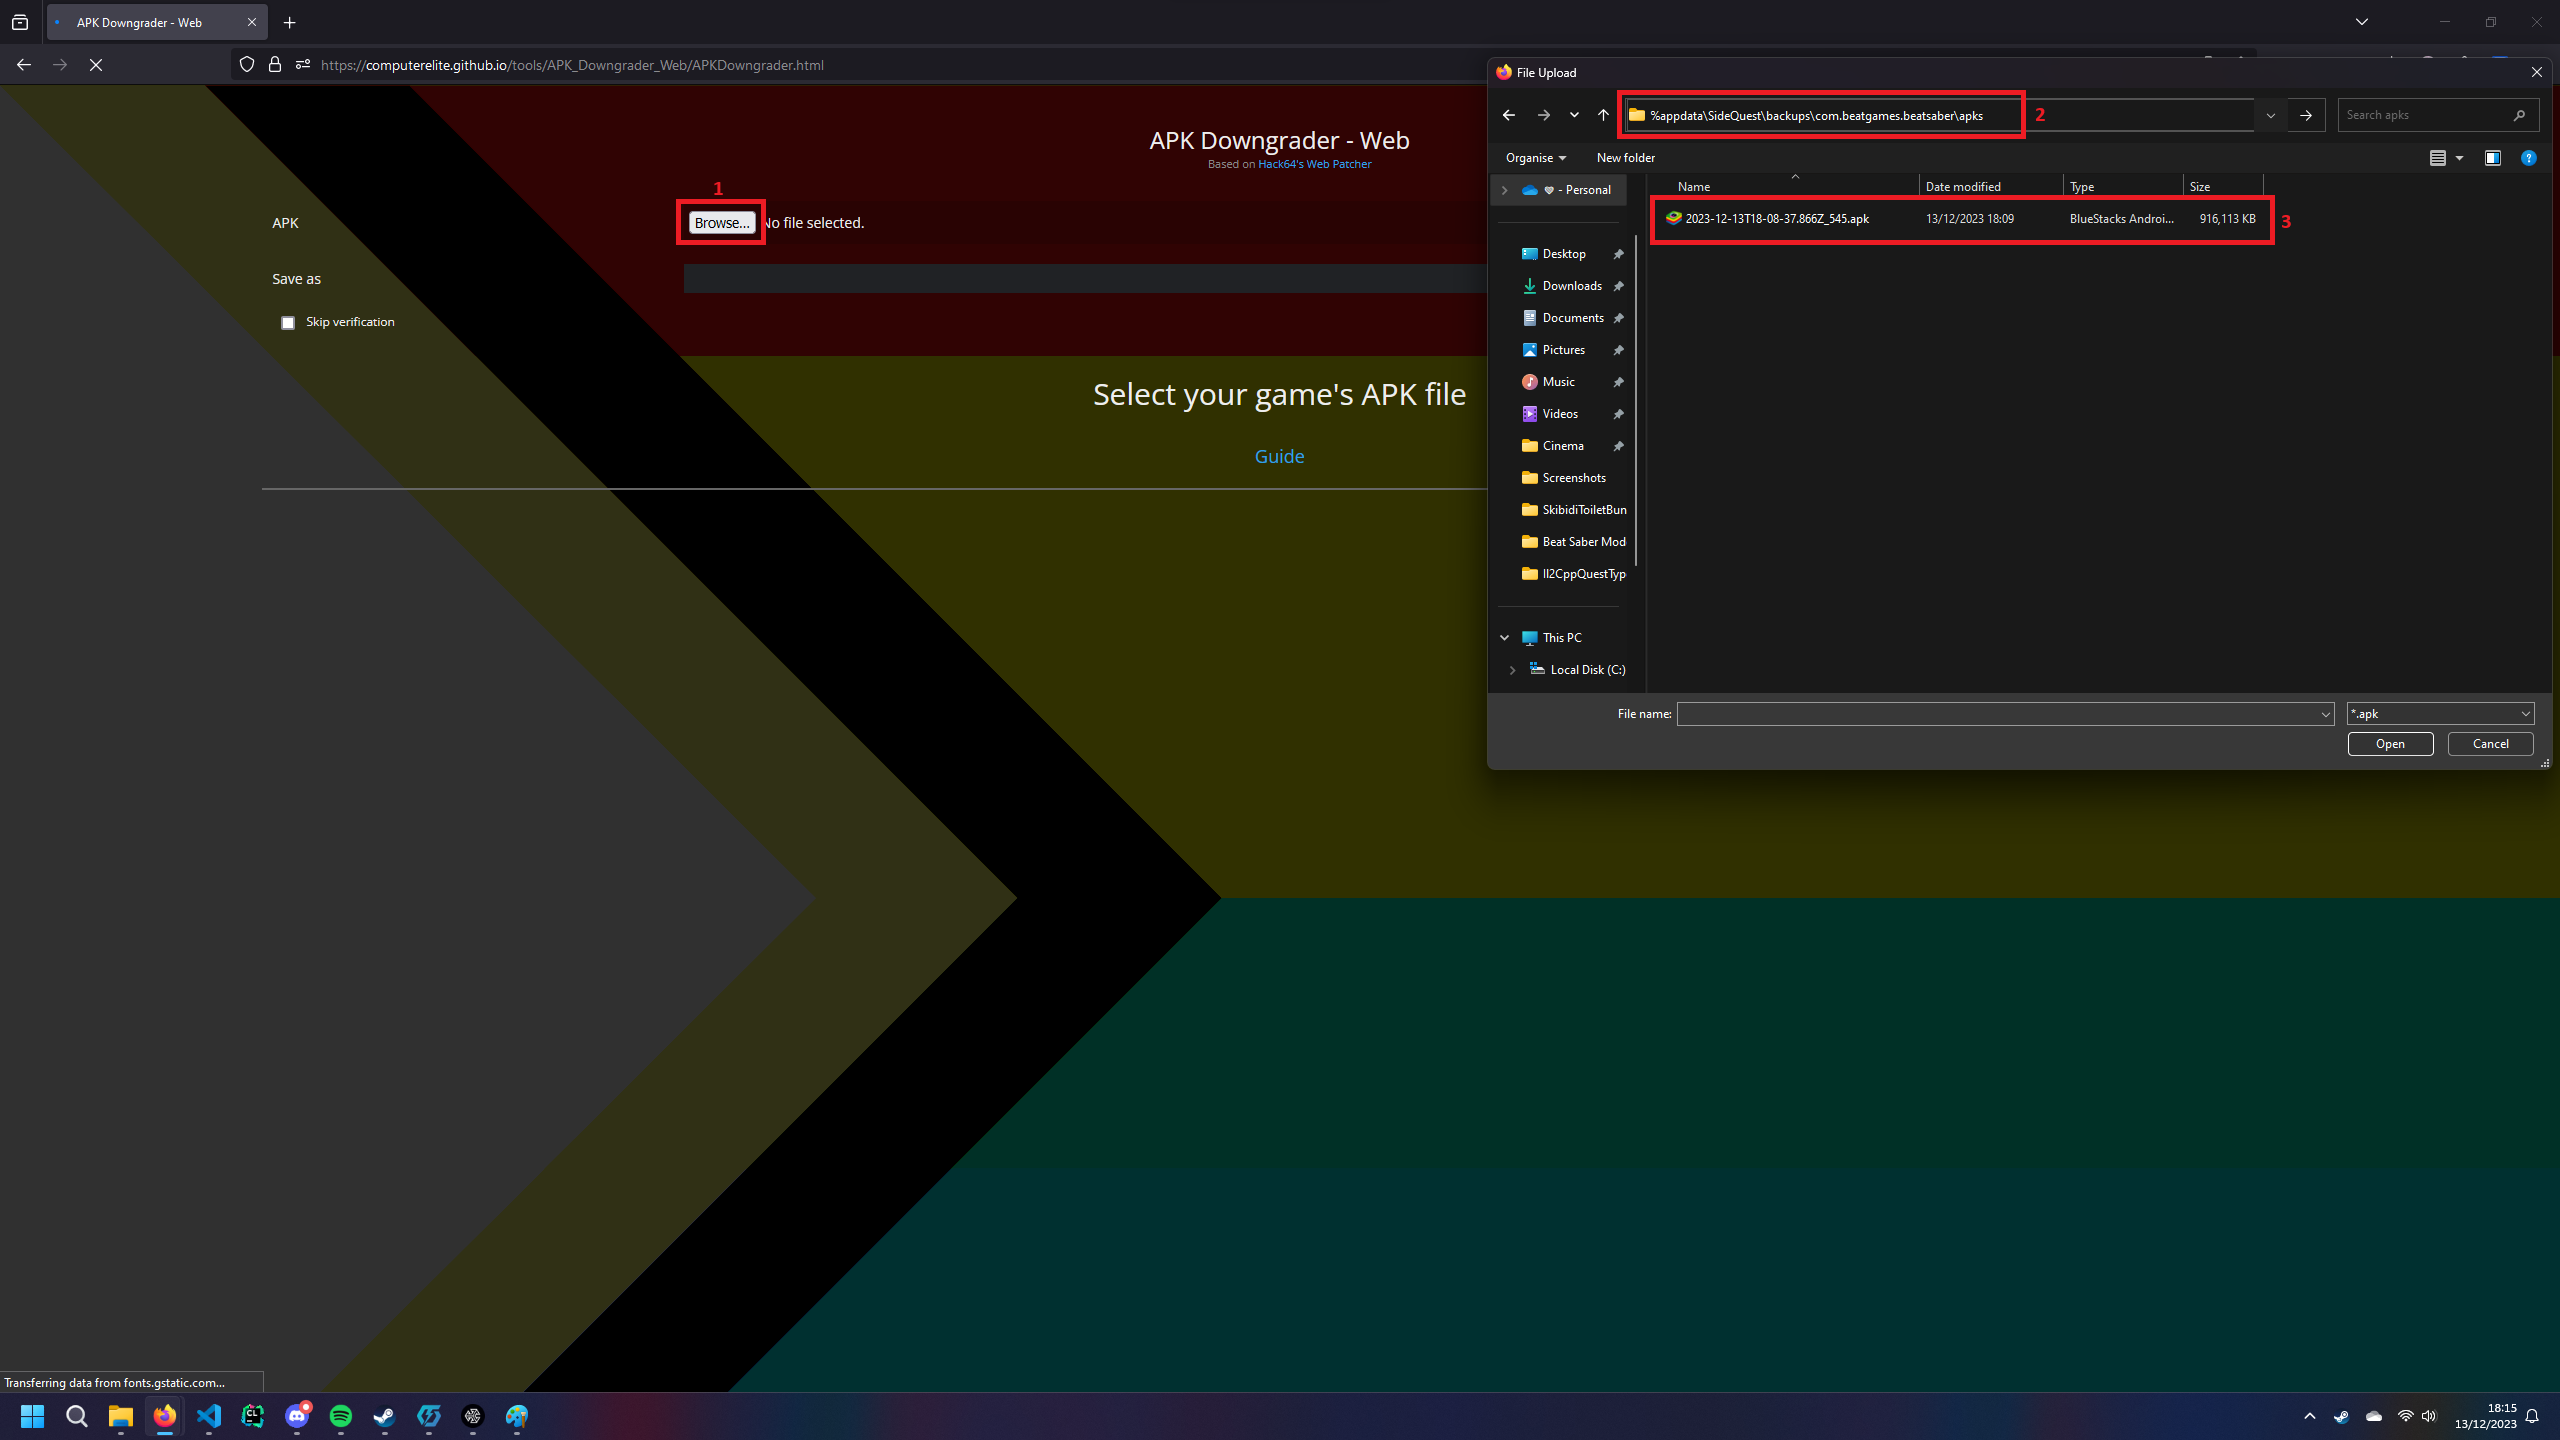 APK Downgrader - Web
https://computerelite.github.io/tools/APK_Downgrader_Web/APKDowngrader.html
APK Downgrader - Web
Based on Hack64's Web Patcher
1
APK
Browse...
No file selected.
Save as
Skip verification
Select your game's APK file
Guide
File Upload
%appdata\SideQuest\backups\com.beatgames.beatsaber\apks
2
Search apks
Organise
New folder
- Personal
Name
Date modified
Type
Size
2023-12-13T18-08-37.866Z_545.apk
13/12/2023 18:09
BlueStacks Androi...
916,113 KB
3
Desktop
Downloads
Documents
Pictures
Music
Videos
Cinema
Screenshots
SkibidiToiletBun
Beat Saber Mod
Il2CppQuestTyp
This PC
Local Disk (C:)
File name:
*.apk
Open
Cancel
Transferring data from fonts.gstatic.com...
18:15
13/12/2023